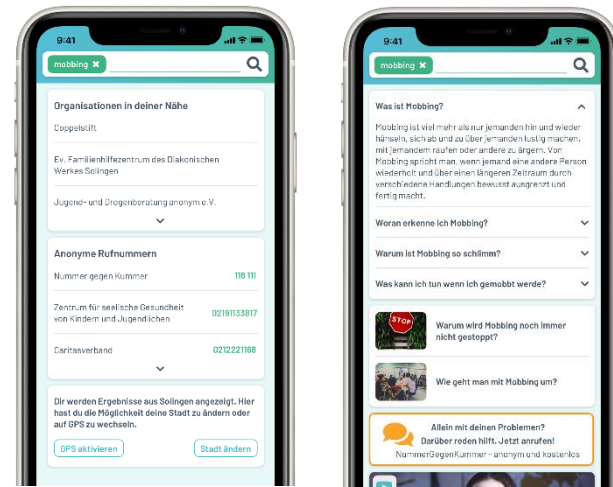 9:41
mobbing ×
Organisationen in deiner Nähe
Coppelstift
Ev. Familienhilfezentrum des Diakonischen
Werkes Solingen
Jugend- und Drogenberatung anonym e.V.
Anonyme Rufnummern
Nummer gegen Kummer 116 111
Zentrum für seelische Gesundheit
von Kindern und Jugendlichen 02191133817
Caritasverband 0212221168
Dir werden Ergebnisse aus Solingen angezeigt. Hier
hast du die Möglichkeit deine Stadt zu ändern oder
auf GPS zu wechseln.
GPS aktivieren Stadt ändern
9:41
mobbing ×
Was ist Mobbing?
Mobbing ist viel mehr als nur jemanden hin und wieder
hänseln, sich ab und zu über jemanden lustig machen,
mit jemandem raufen oder andere zu ärgern. Von
Mobbing spricht man, wenn jemand eine andere Person
wiederholt und über einen längeren Zeitraum durch
verschiedene Handlungen bewusst ausgrenzt und
fertig macht.
Woran erkenne ich Mobbing?
Warum ist Mobbing so schlimm?
Was kann ich tun wenn ich gemobbt werde?
STOP
Warum wird Mobbing noch immer
nicht gestoppt?
Wie geht man mit Mobbing um?
Allein mit deinen Problemen?
Darüber reden hilft. Jetzt anrufen!
NummerGegenKummer - anonym und kostenlos